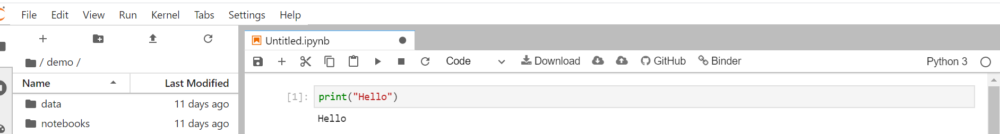 File Edit View Run Kernel Tabs Settings Help
Untitled.ipynb
/ demo /
Code Download GitHub Binder Python 3
Name Last Modified
data 11 days ago
notebooks 11 days ago
[1]: print("Hello")
Hello